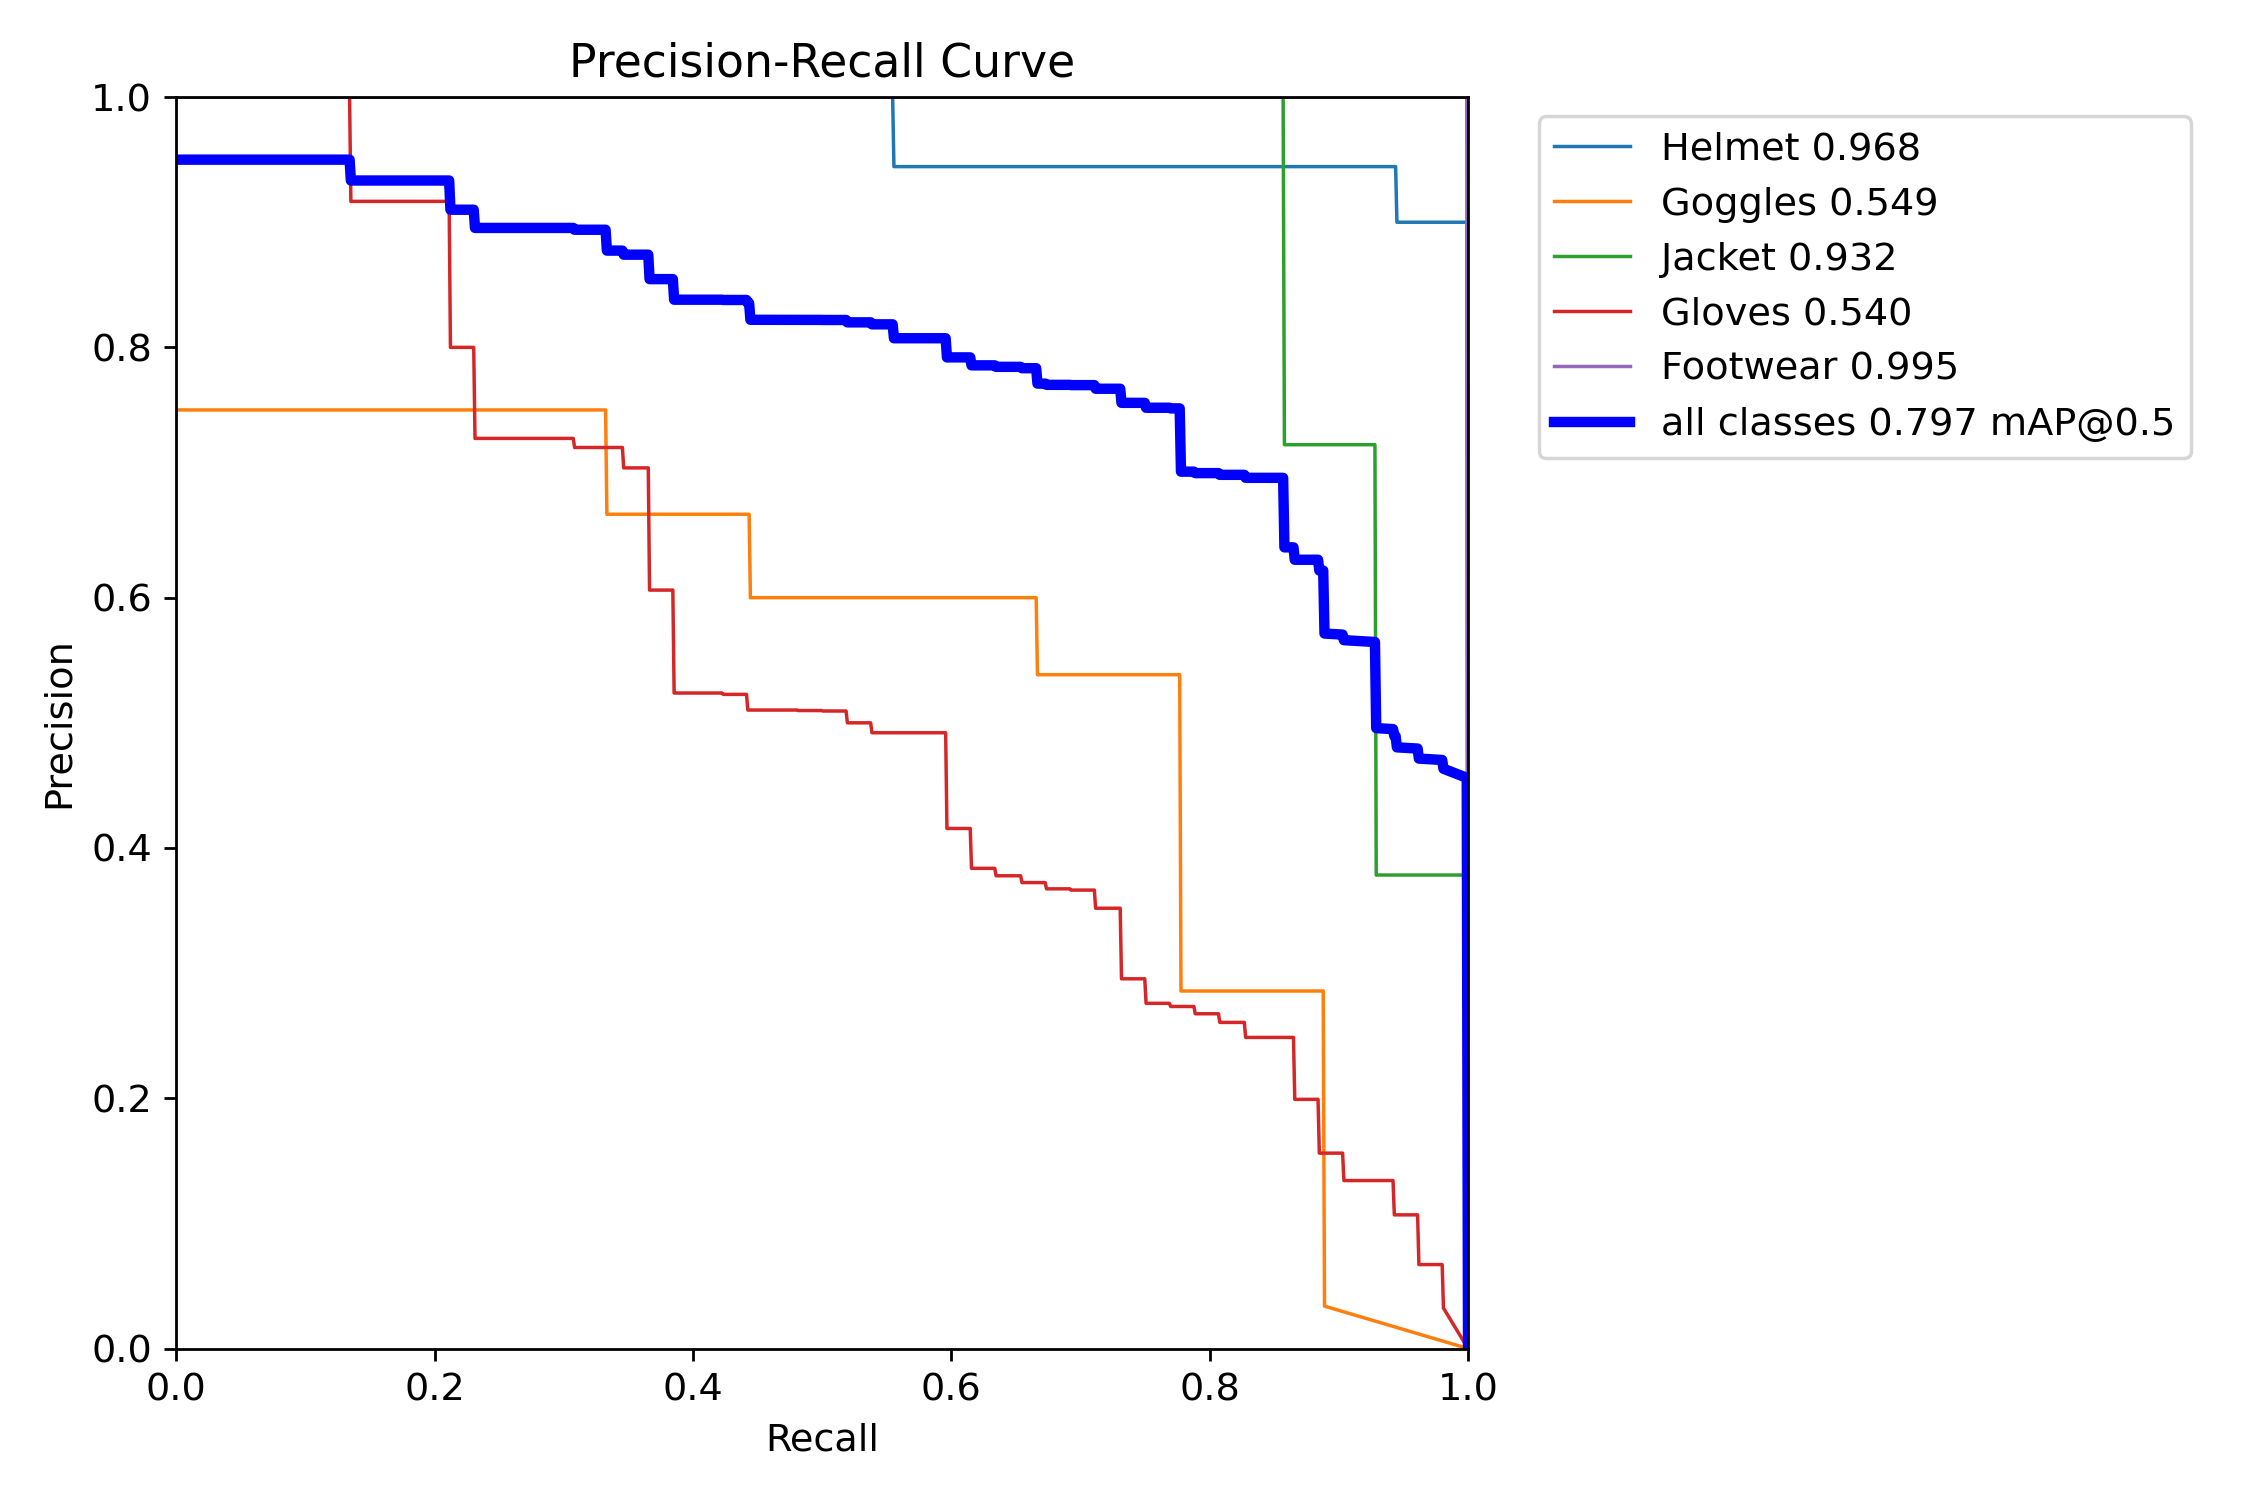 Precision-Recall Curve
1.0
0.8
0.6
0.4
0.2
0.0
Precision
0.0 0.2 0.4 0.6 0.8 1.0
Recall
Helmet 0.968
Goggles 0.549
Jacket 0.932
Gloves 0.540
Footwear 0.995
all classes 0.797 mAP@0.5